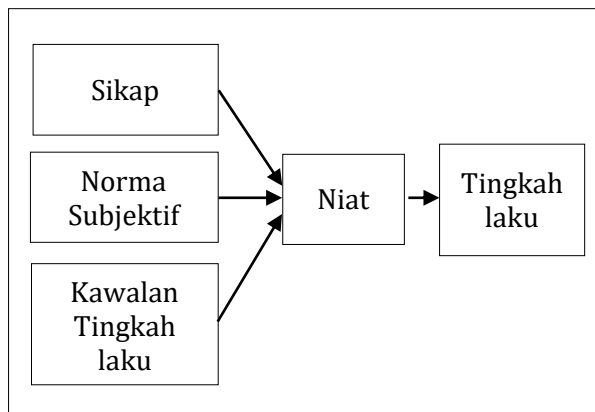 Sikap
Norma
Subjektif
Kawalan
Tingkah
laku
Niat
Tingkah
laku